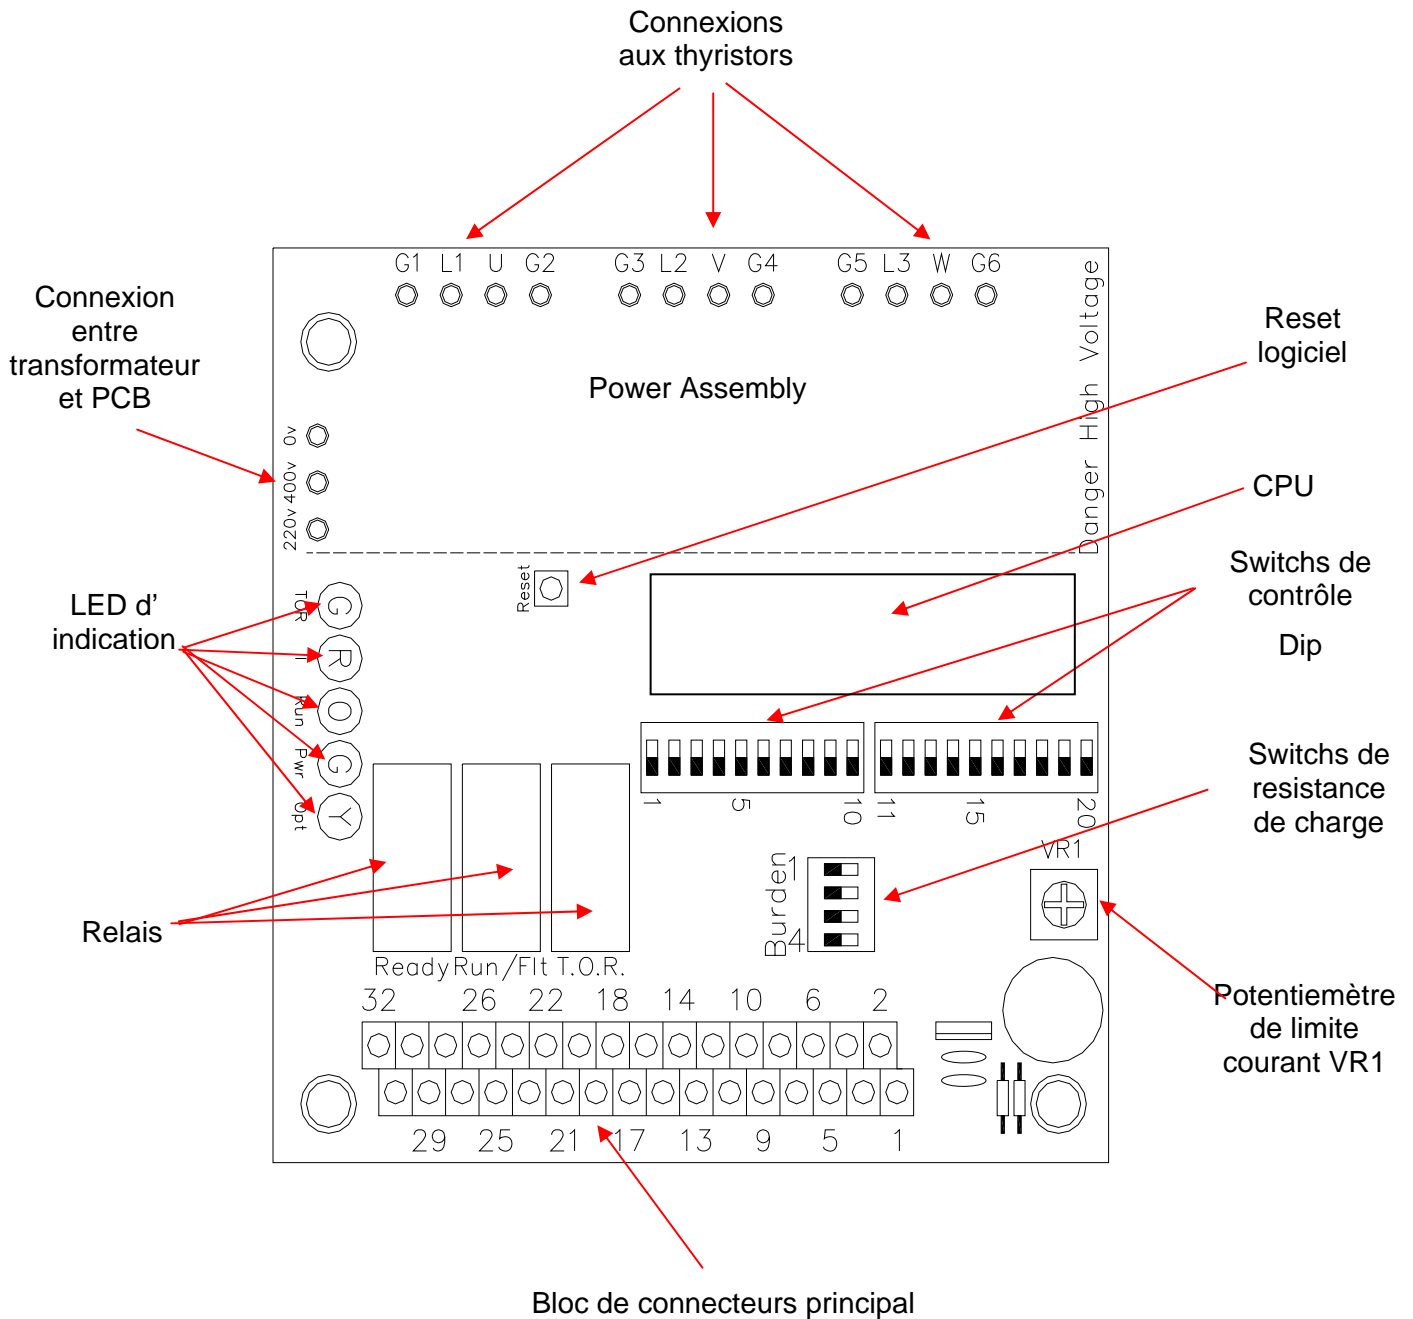 Connexions
aux thyristors
G1 L1 U G2 G3 L2 V G4 G5 L3 W G6
Danger High Voltage
Connexion
entre
transformateur
et PCB
Power Assembly
Reset
logiciel
0v
400v
220v
CPU
Reset
Switchs de
contrôle
Dip
LED d’
indication
TOR
G
I
R
Run
O
Pwr
G
Opt
Y
1 5 10
11 15 20
Switchs de
resistance
de charge
VR1
Burden
1
4
Relais
Ready Run/Flt T.O.R.
32 26 22 18 14 10 6 2
Potentiemètre
de limite
courant VR1
29 25 21 17 13 9 5 1
Bloc de connecteurs principal